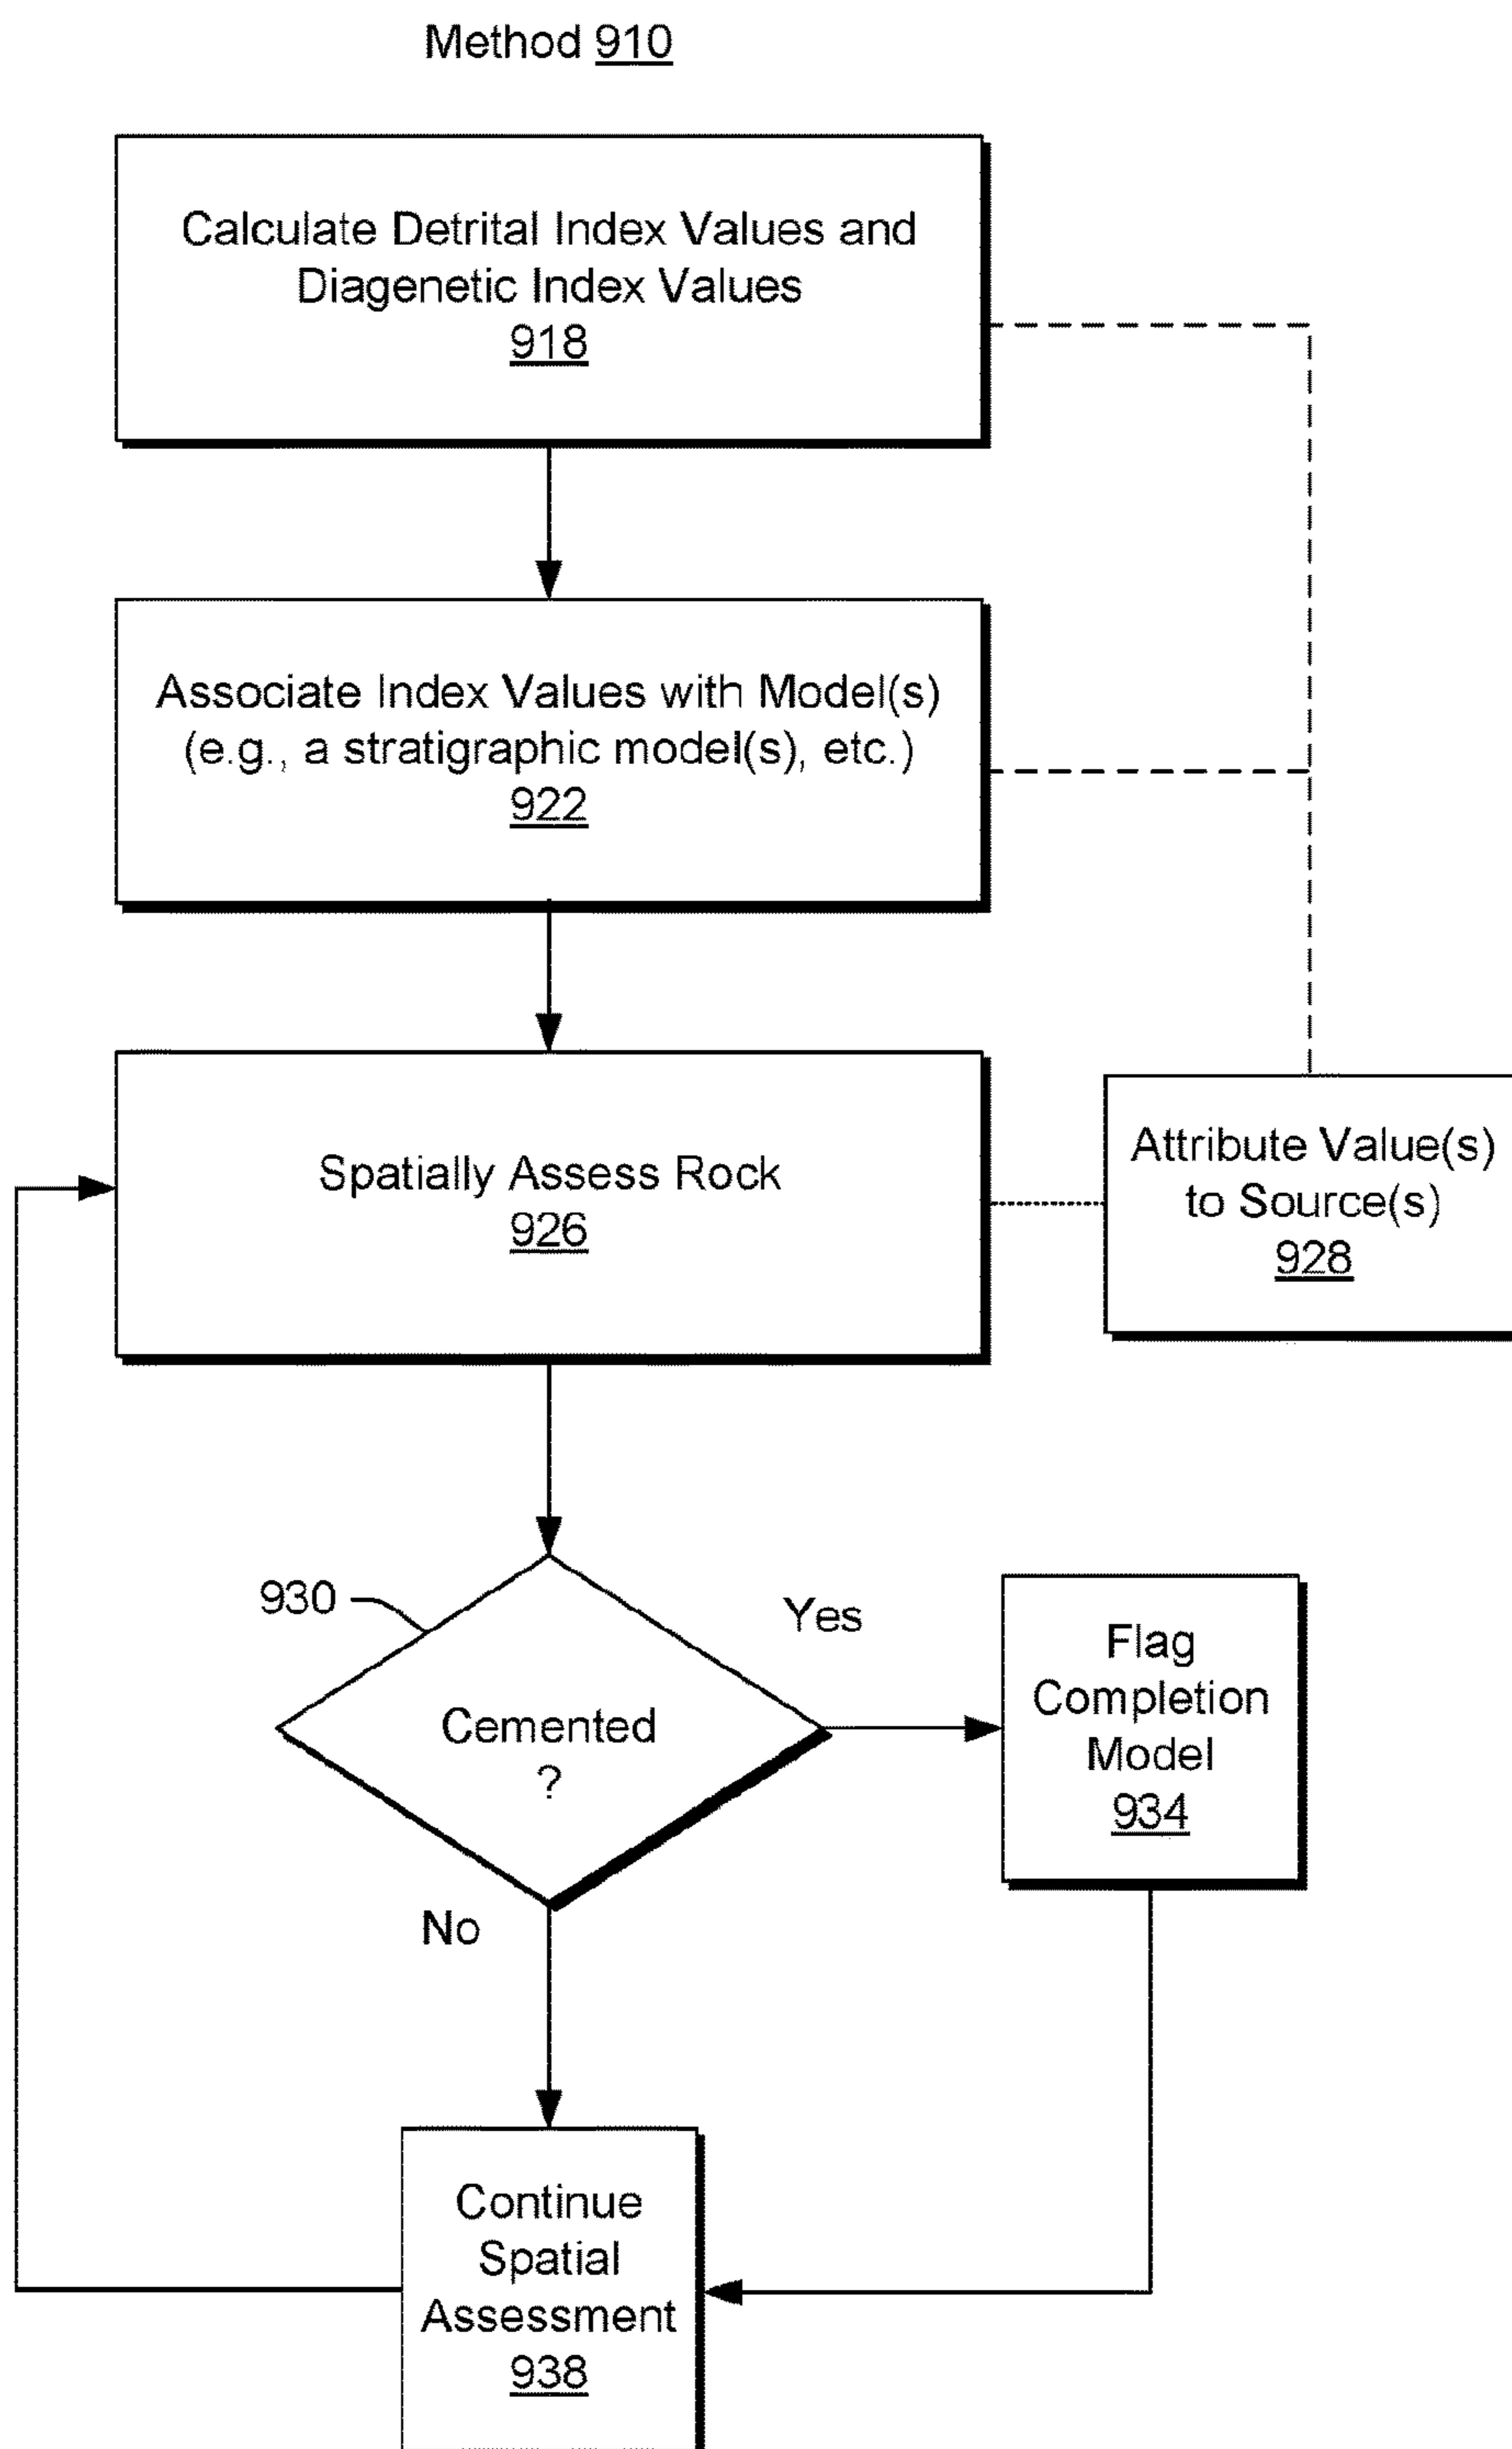 Method 910
Calculate Detrital Index Values and
Diagenetic Index Values
918
Associate Index Values with Model(s)
(e.g., a stratigraphic model(s), etc.)
922
Spatially Assess Rock
926
Attribute Value(s)
to Source(s)
928
930
Cemented
?
Yes
Flag
Completion
Model
934
No
Continue
Spatial
Assessment
938